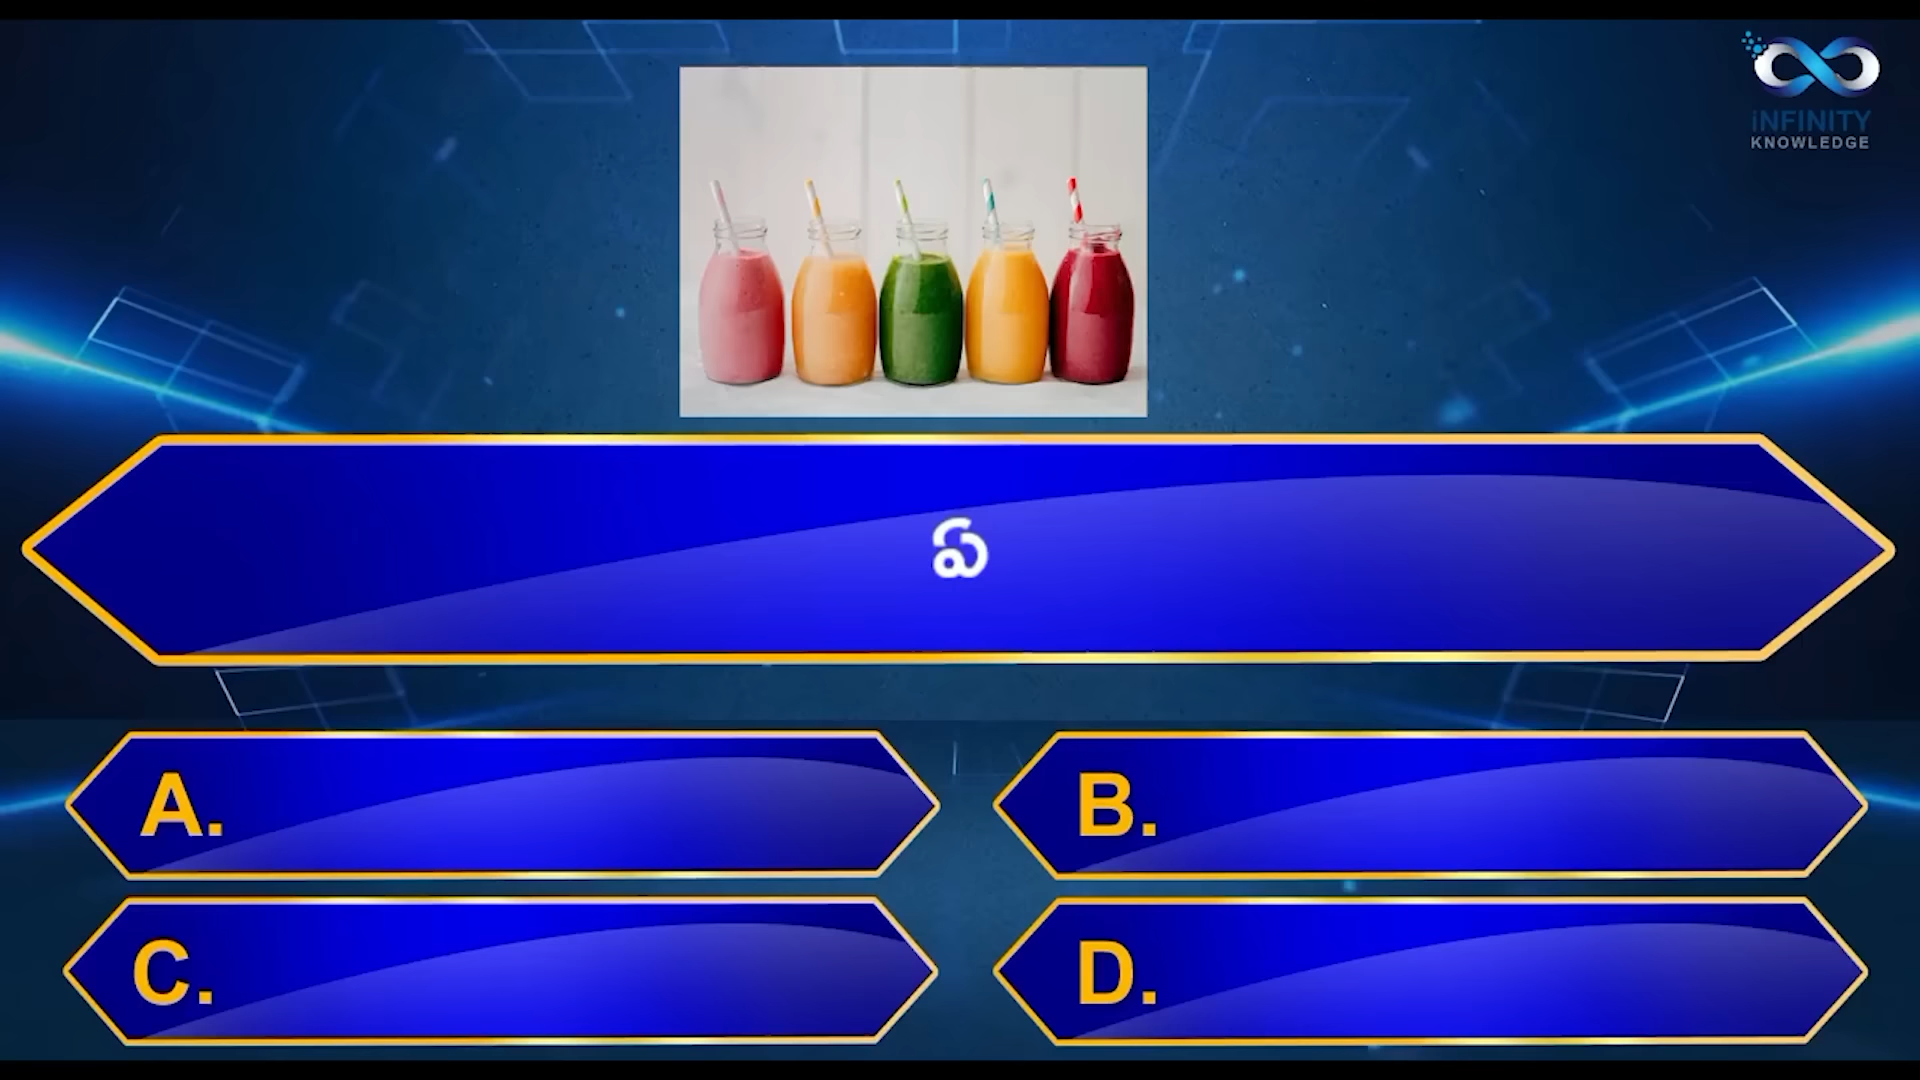 iNFINITY
KNOWLEDGE
ఏ
A.
B.
C.
D.